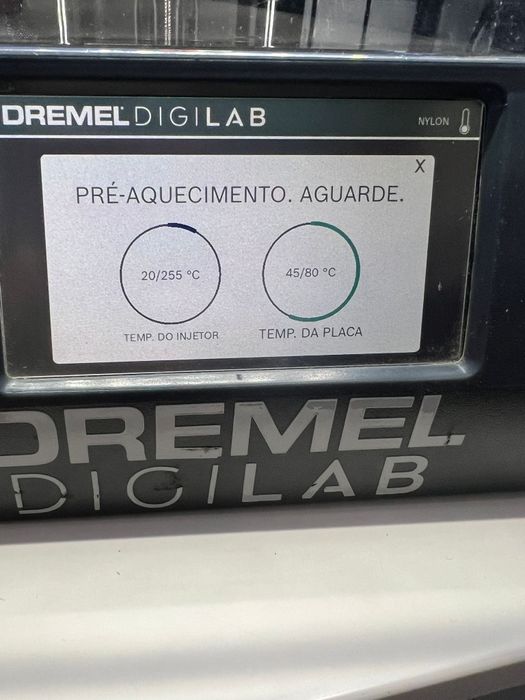 DREMEL DIGILAB
NYLON
X
PRÉ-AQUECIMENTO. AGUARDE.
20/255 °C
45/80 °C
TEMP. DO INJETOR
TEMP. DA PLACA
DREMEL
DIGILAB